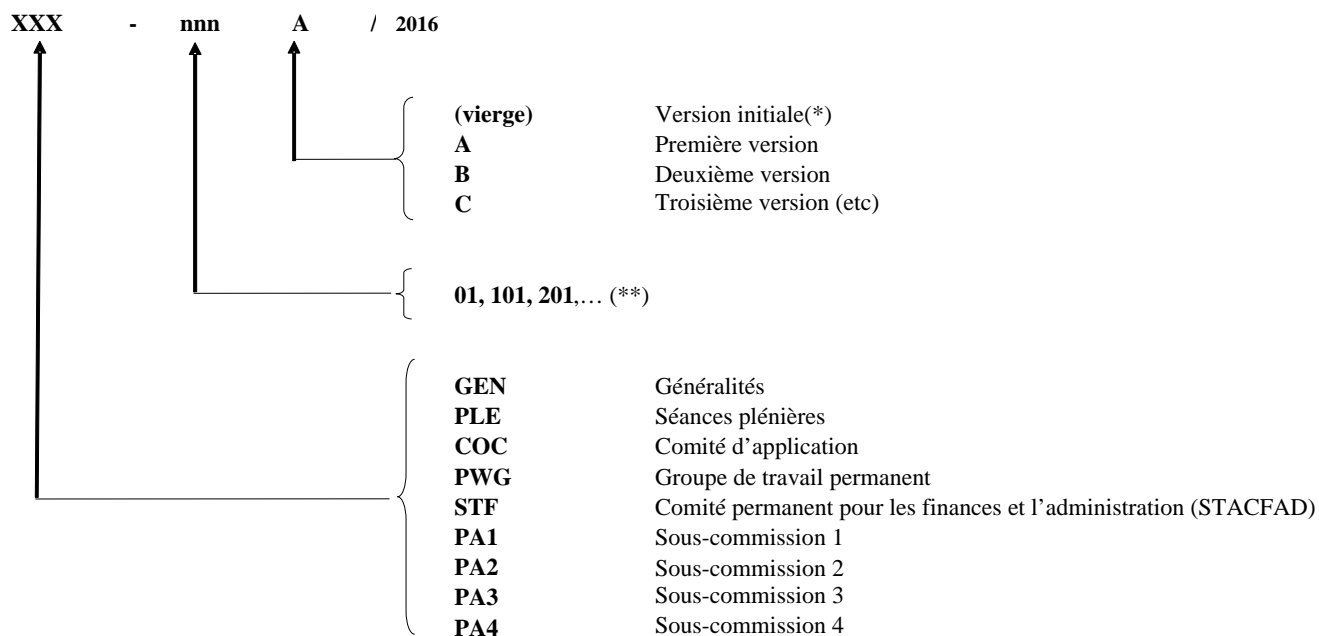 XXX - nnn A / 2016
(vierge) Version initiale(*)
A Première version
B Deuxième version
C Troisième version (etc)
01, 101, 201,… (**)
GEN Généralités
PLE Séances plénières
COC Comité d’application
PWG Groupe de travail permanent
STF Comité permanent pour les finances et l’administration (STACFAD)
PA1 Sous-commission 1
PA2 Sous-commission 2
PA3 Sous-commission 3
PA4 Sous-commission 4